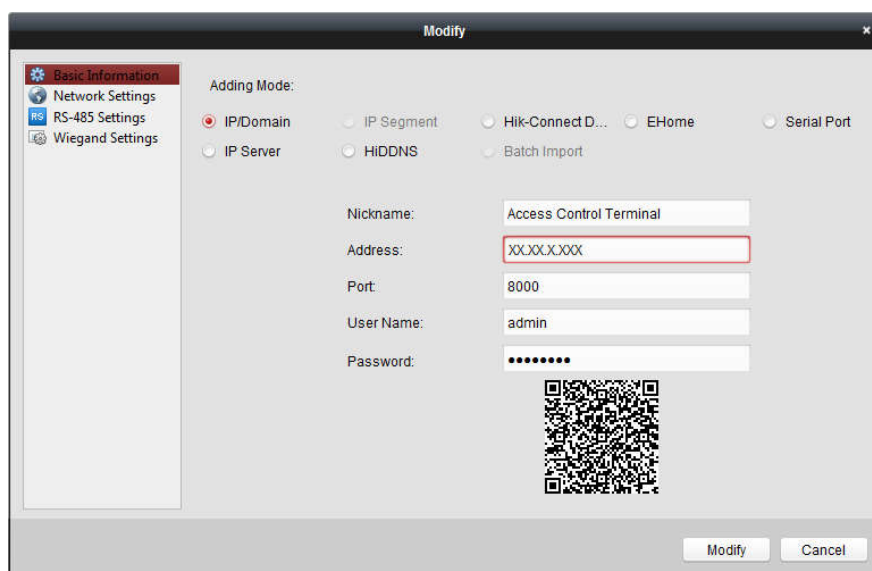 Modify
×
Basic Information
Network Settings
RS RS-485 Settings
Wiegand Settings
Adding Mode:
IP/Domain IP Segment Hik-Connect D... EHome Serial Port
IP Server HiDDNS Batch Import
Nickname: Access Control Terminal
Address: XX.XX.X.XXX
Port: 8000
User Name: admin
Password: ●●●●●●●●
Modify Cancel